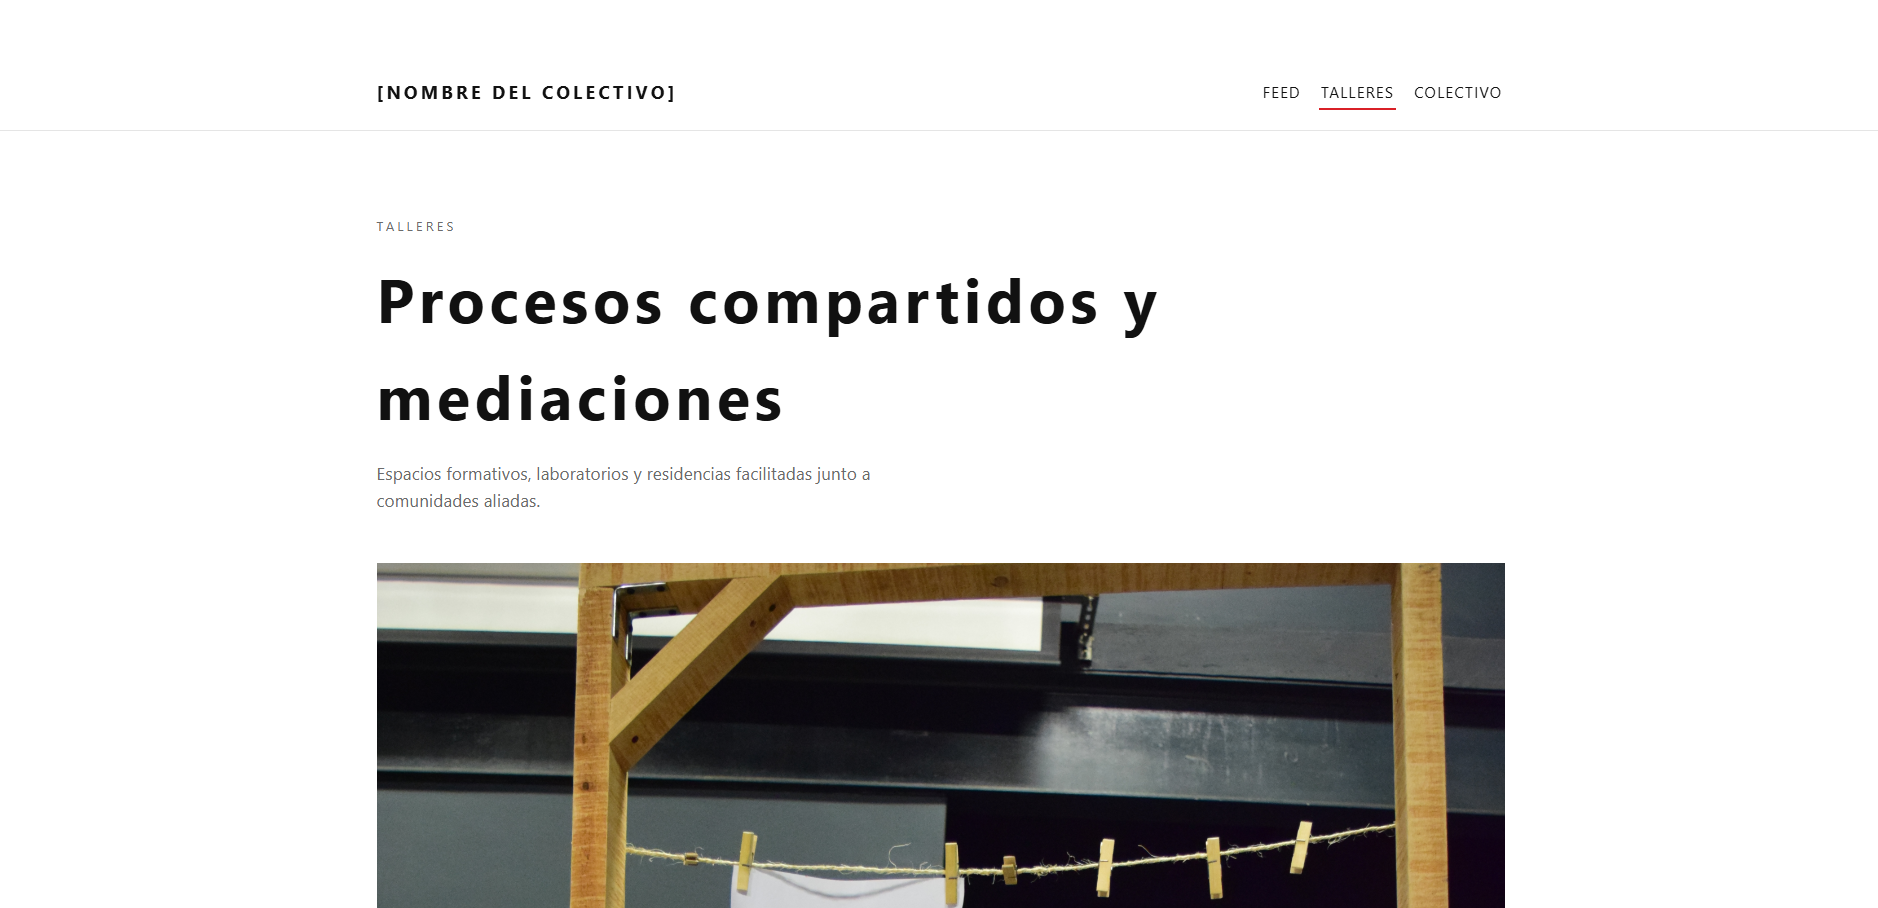 [NOMBRE DEL COLECTIVO]
FEED TALLERES COLECTIVO
TALLERES
Procesos compartidos y
mediaciones
Espacios formativos, laboratorios y residencias facilitadas junto a
comunidades aliadas.